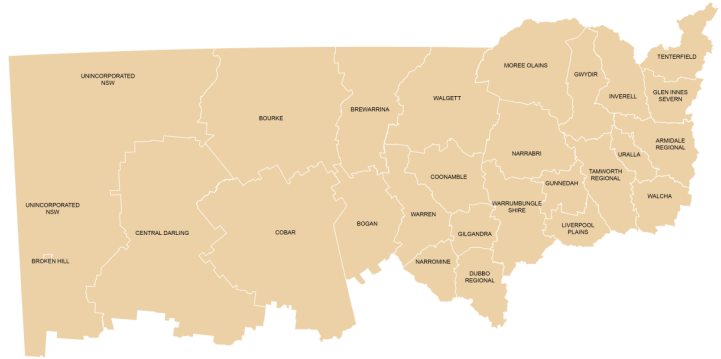 TENTERFIELD
MOREE OLAINS
GWYDIR
UNINCORPORATED
NSW
GLEN INNES
SEVERN
INVERELL
WALGETT
BREWARRINA
BOURKE
ARMIDALE
REGIONAL
NARRABRI
URALLA
TAMWORTH
REGIONAL
COONAMBLE
GUNNEDAH
WALCHA
UNINCORPORATED
NSW
WARRUMBUNGLE
SHIRE
WARREN
BOGAN
LIVERPOOL
PLAINS
CENTRAL DARLING
COBAR
GILGANDRA
BROKEN HILL
NARROMINE
DUBBO
REGIONAL